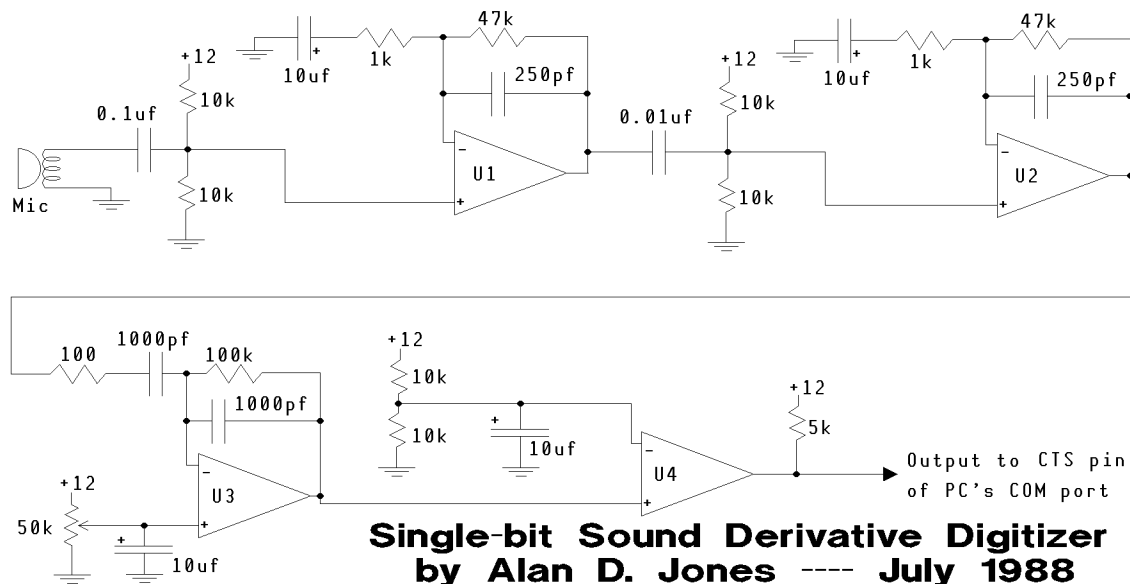 47k
10uf
1k
250pf
+12
10k
0.1uf
10k
Mic
U1
-
+
0.01uf
+12
10k
10k
47k
10uf
1k
250pf
U2
-
+
100
1000pf
100k
1000pf
U3
-
+
+12
50k
10uf
+12
10k
10k
10uf
U4
-
+
+12
5k
Output to CTS pin
of PC's COM port
Single-bit Sound Derivative Digitizer
by Alan D. Jones ---- July 1988